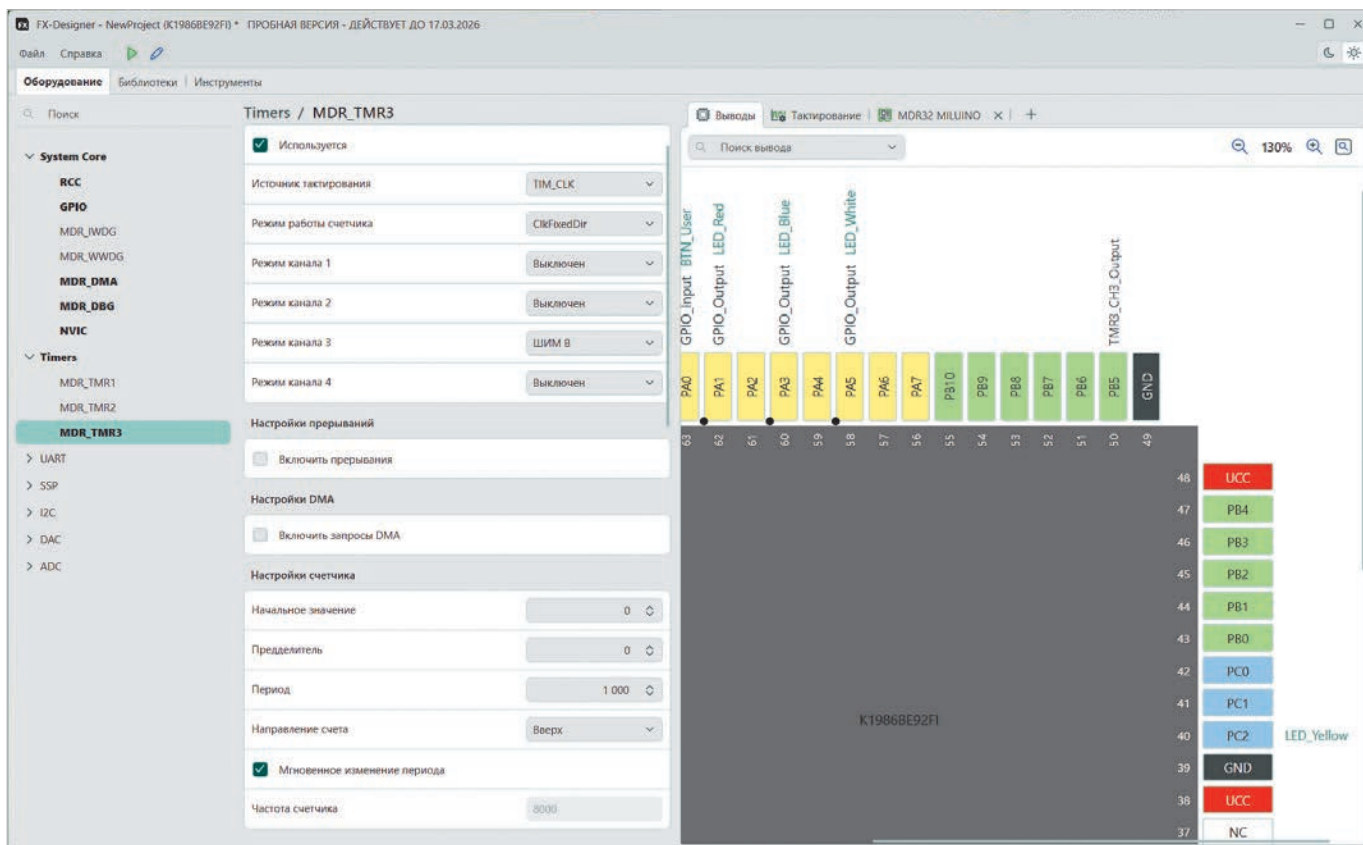 FX-Designer - NewProject (K1986BE92FI) * ПРОБНАЯ ВЕРСИЯ - ДЕЙСТВУЕТ ДО 17.03.2026
Файл Справка
Оборудование Библиотеки Инструменты
Поиск
System Core
RCC
GPIO
MDR_IWDG
MDR_WWDG
MDR_DMA
MDR_DBG
NVIC
Timers
MDR_TMR1
MDR_TMR2
MDR_TMR3
UART
SSP
I2C
DAC
ADC
Timers / MDR_TMR3
Используется
Источник тактирования TIM_CLK
Режим работы счетчика ClkFixedDir
Режим канала 1 Выключен
Режим канала 2 Выключен
Режим канала 3 ШИМ В
Режим канала 4 Выключен
Настройки прерываний
Включить прерывания
Настройки DMA
Включить запросы DMA
Настройки счетчика
Начальное значение 0
Предделитель 0
Период 1 000
Направление счета Вверх
Мгновенное изменение периода
Частота счетчика 8000
Выводы Тактирование MDR32 MILUINO
Поиск вывода 130%
GPIO_Input BTN_User
GPIO_Output LED_Red
GPIO_Output LED_Blue
GPIO_Output LED_White
TMR3_CH3_Output
PA0 PA1 PA2 PA3 PA4 PA5 PA6 PA7 PB10 PB9 PB8 PB7 PB6 PB5 GND
63 62 61 60 59 58 57 56 55 54 53 52 51 50 49
48 UCC
47 PB4
46 PB3
45 PB2
44 PB1
43 PB0
42 PC0
41 PC1
K1986BE92FI
40 PC2 LED_Yellow
39 GND
38 UCC
37 NC